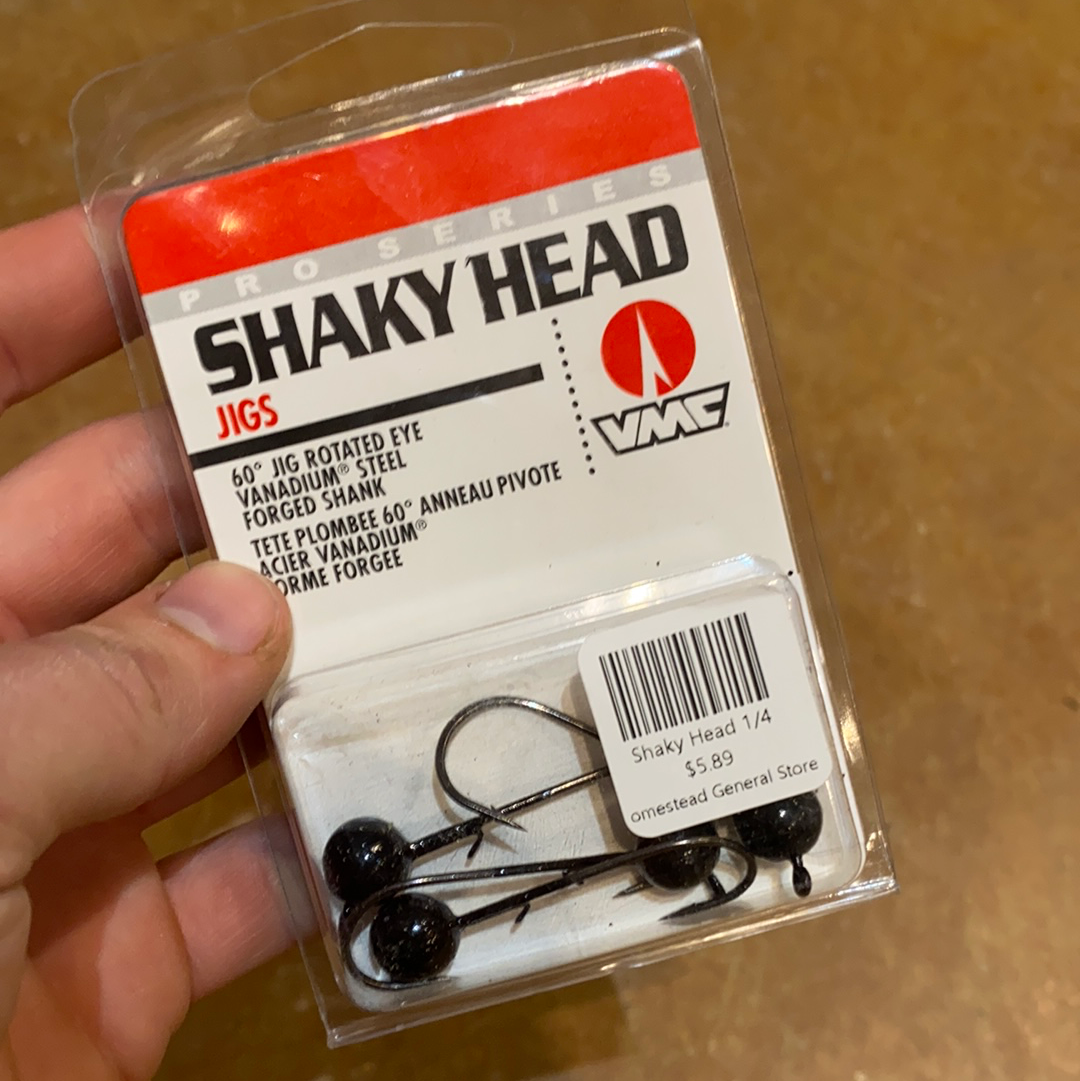 PRO SERIES
SHAKY HEAD
JIGS
VMC
60° JIG ROTATED EYE
VANADIUM® STEEL
FORGED SHANK
TETE PLOMBEE 60° ANNEAU PIVOTE
ACIER VANADIUM®
ORME FORGEE
Shaky Head 1/4
$5.89
omestead General Store